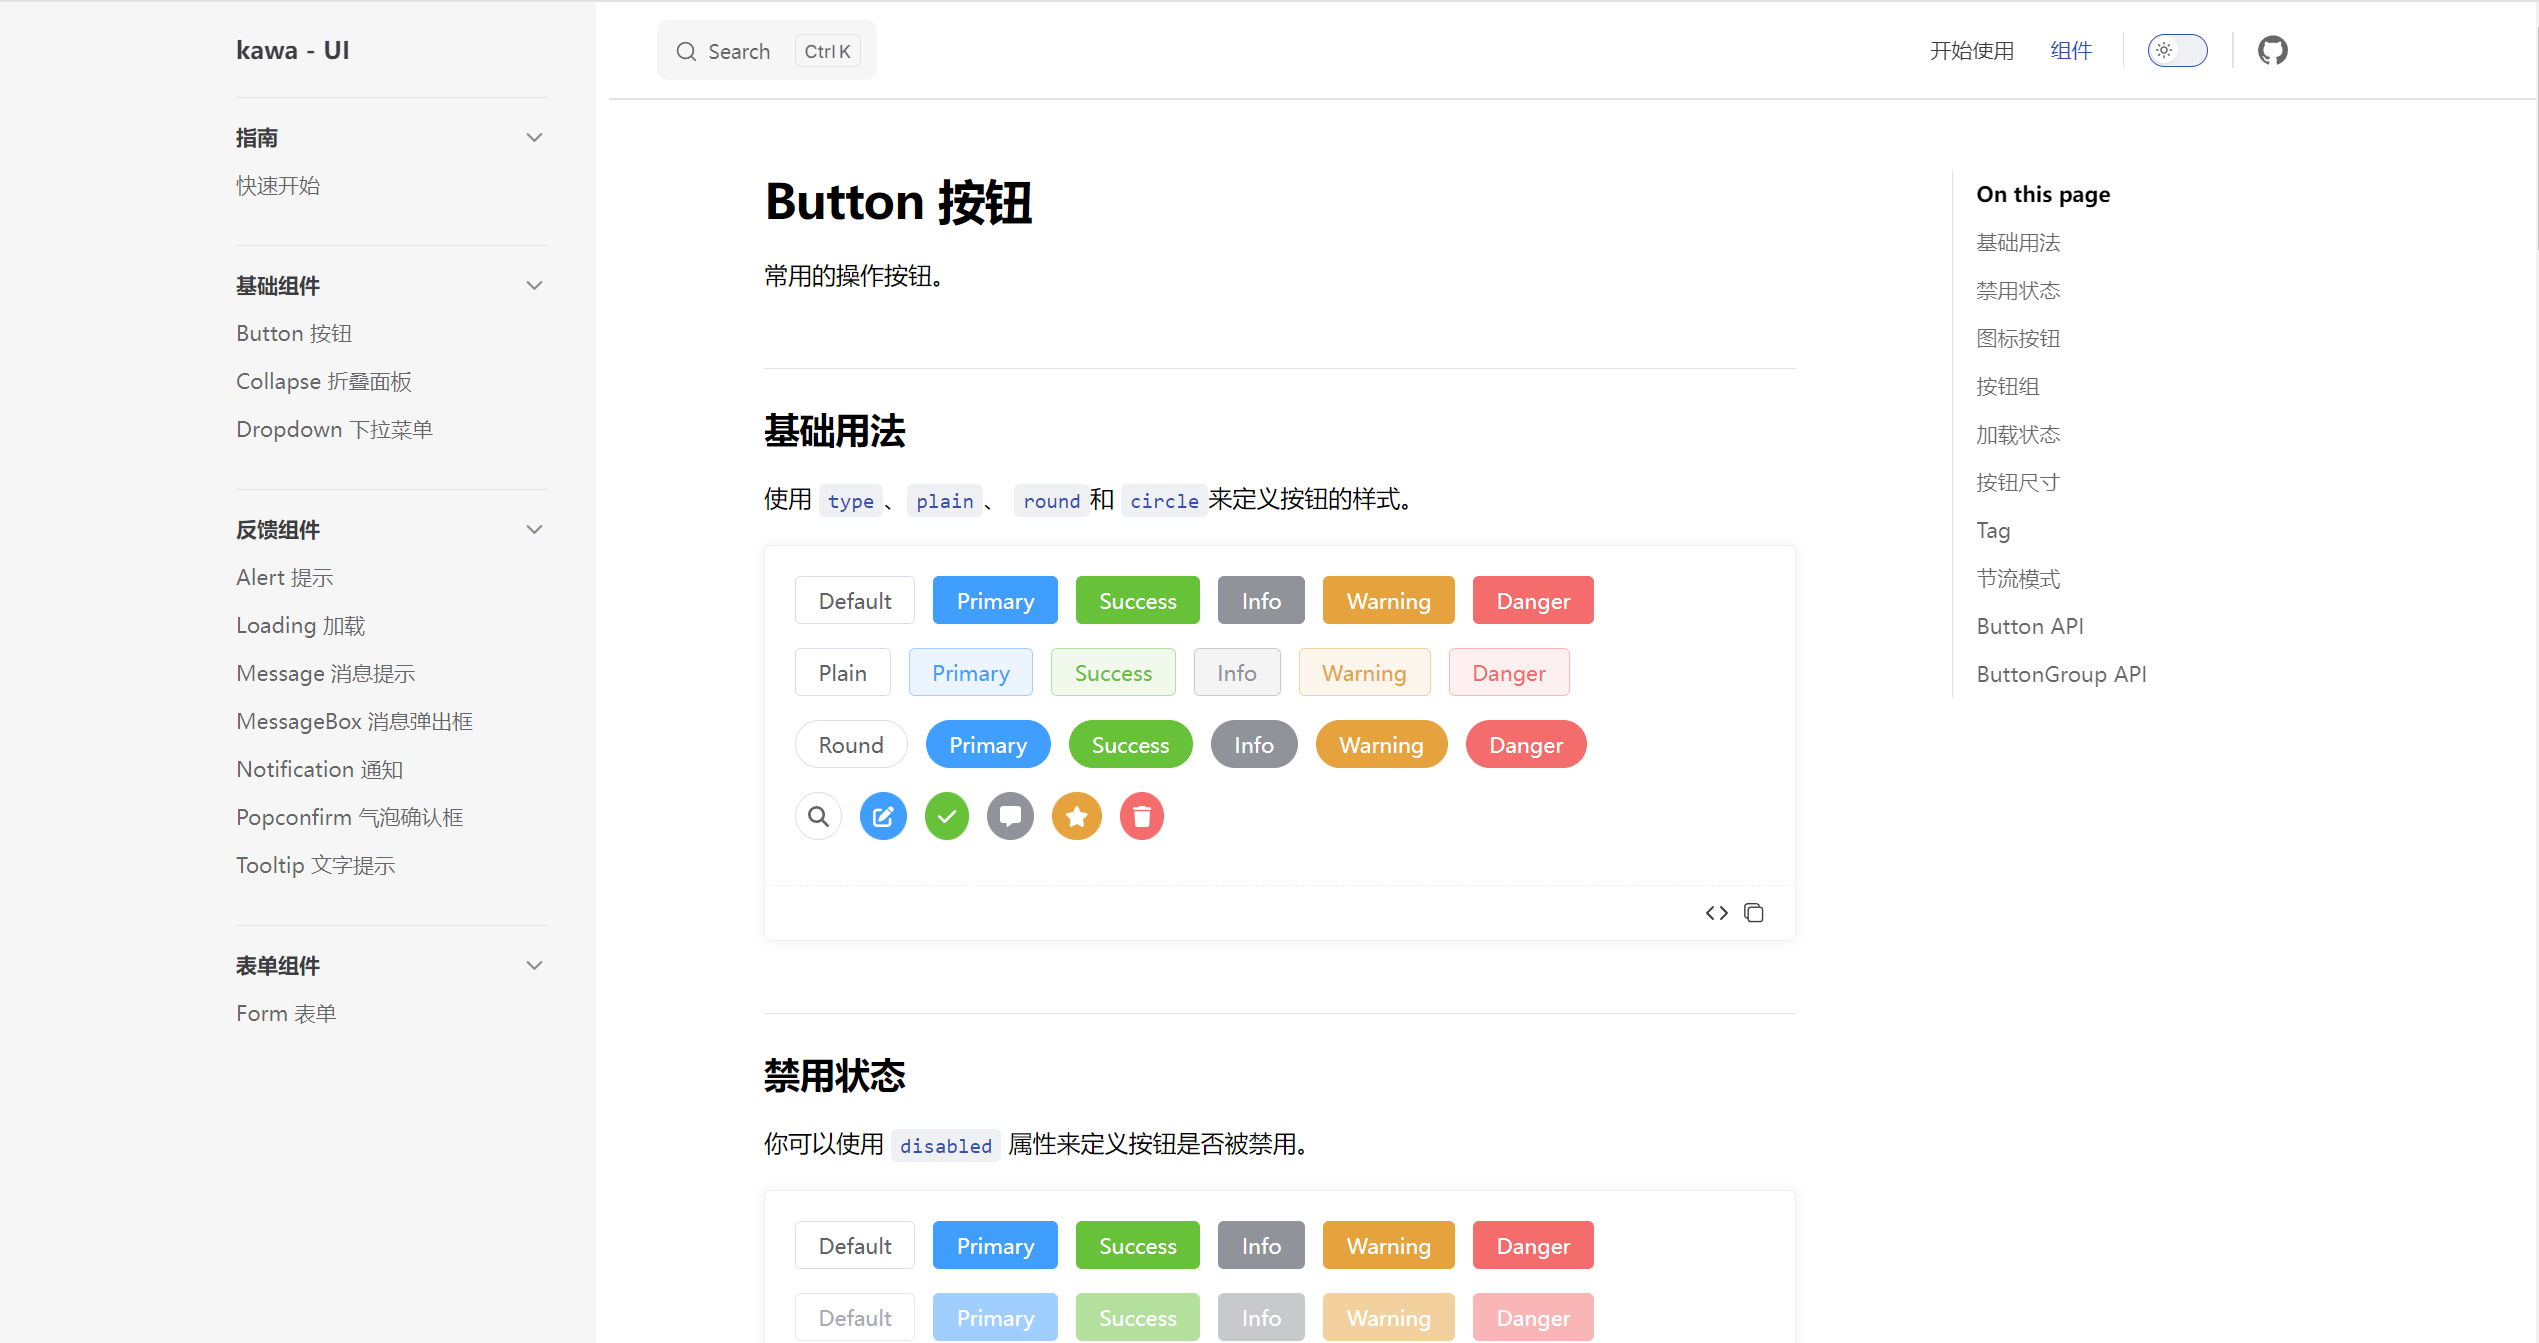 kawa - UI
指南
快速开始
基础组件
Button 按钮
Collapse 折叠面板
Dropdown 下拉菜单
反馈组件
Alert 提示
Loading 加载
Message 消息提示
MessageBox 消息弹出框
Notification 通知
Popconfirm 气泡确认框
Tooltip 文字提示
表单组件
Form 表单
Search Ctrl K
开始使用 组件
Button 按钮
常用的操作按钮。
基础用法
使用 type 、 plain 、 round 和 circle 来定义按钮的样式。
Default Primary Success Info Warning Danger
Plain Primary Success Info Warning Danger
Round Primary Success Info Warning Danger
禁用状态
你可以使用 disabled 属性来定义按钮是否被禁用。
Default Primary Success Info Warning Danger
Default Primary Success Info Warning Danger
On this page
基础用法
禁用状态
图标按钮
按钮组
加载状态
按钮尺寸
Tag
节流模式
Button API
ButtonGroup API